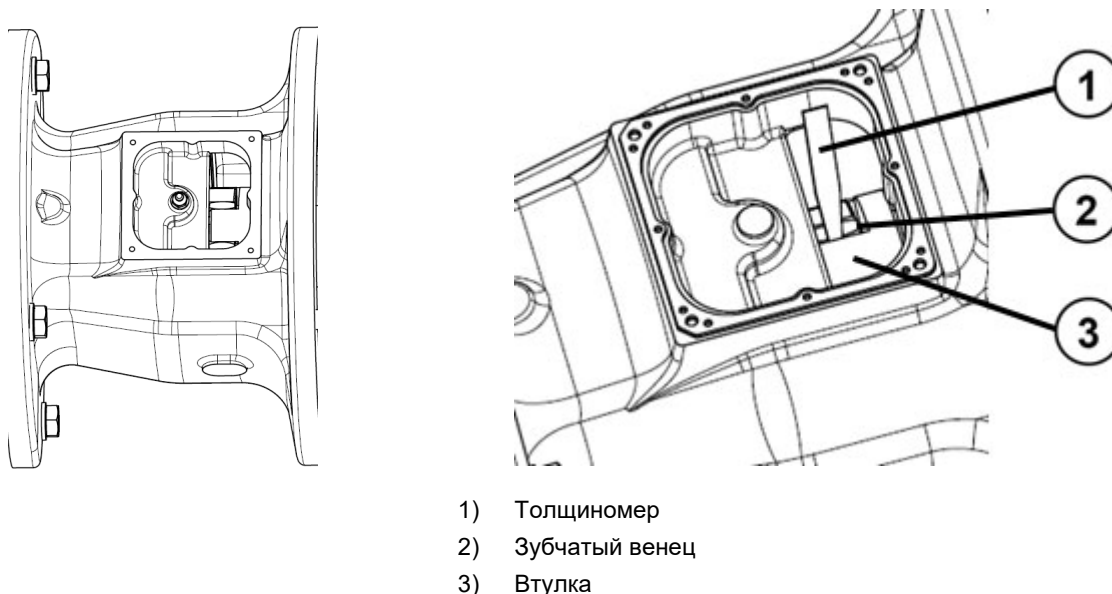 1
2
3
1) Толщиномер
2) Зубчатый венец
3) Втулка